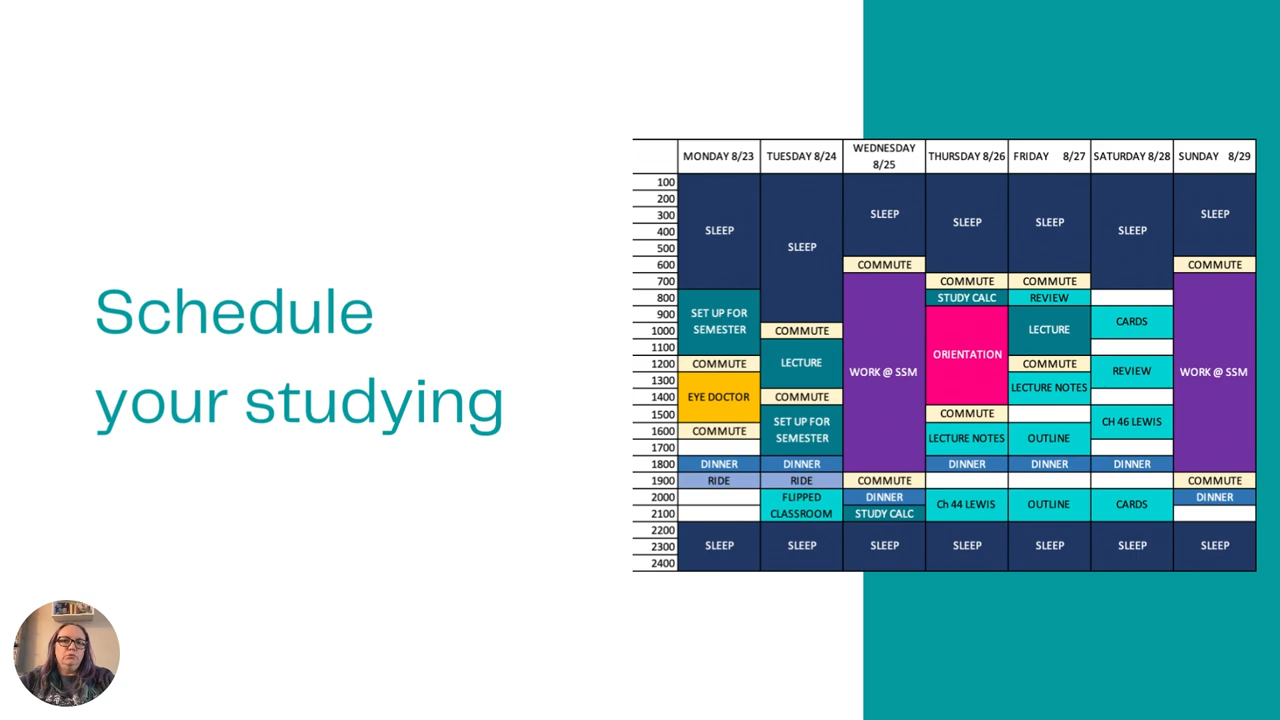 Schedule
your studying
MONDAY 8/23 TUESDAY 8/24 WEDNESDAY 8/25 THURSDAY 8/26 FRIDAY 8/27 SATURDAY 8/28 SUNDAY 8/29
100
200
300 SLEEP SLEEP
400 SLEEP SLEEP SLEEP SLEEP
500 SLEEP
600 COMMUTE COMMUTE
700 COMMUTE COMMUTE
800 STUDY CALC REVIEW
900 SET UP FOR CARDS
1000 SEMESTER COMMUTE LECTURE
1100 ORIENTATION
1200 COMMUTE LECTURE WORK @ SSM COMMUTE REVIEW WORK @ SSM
1300 LECTURE NOTES
1400 EYE DOCTOR COMMUTE
1500 SET UP FOR COMMUTE CH 46 LEWIS
1600 COMMUTE SEMESTER LECTURE NOTES OUTLINE
1700
1800 DINNER DINNER DINNER DINNER DINNER
1900 RIDE RIDE COMMUTE COMMUTE
2000 FLIPPED DINNER Ch 44 LEWIS OUTLINE CARDS DINNER
2100 CLASSROOM STUDY CALC
2200
2300 SLEEP SLEEP SLEEP SLEEP SLEEP SLEEP SLEEP
2400